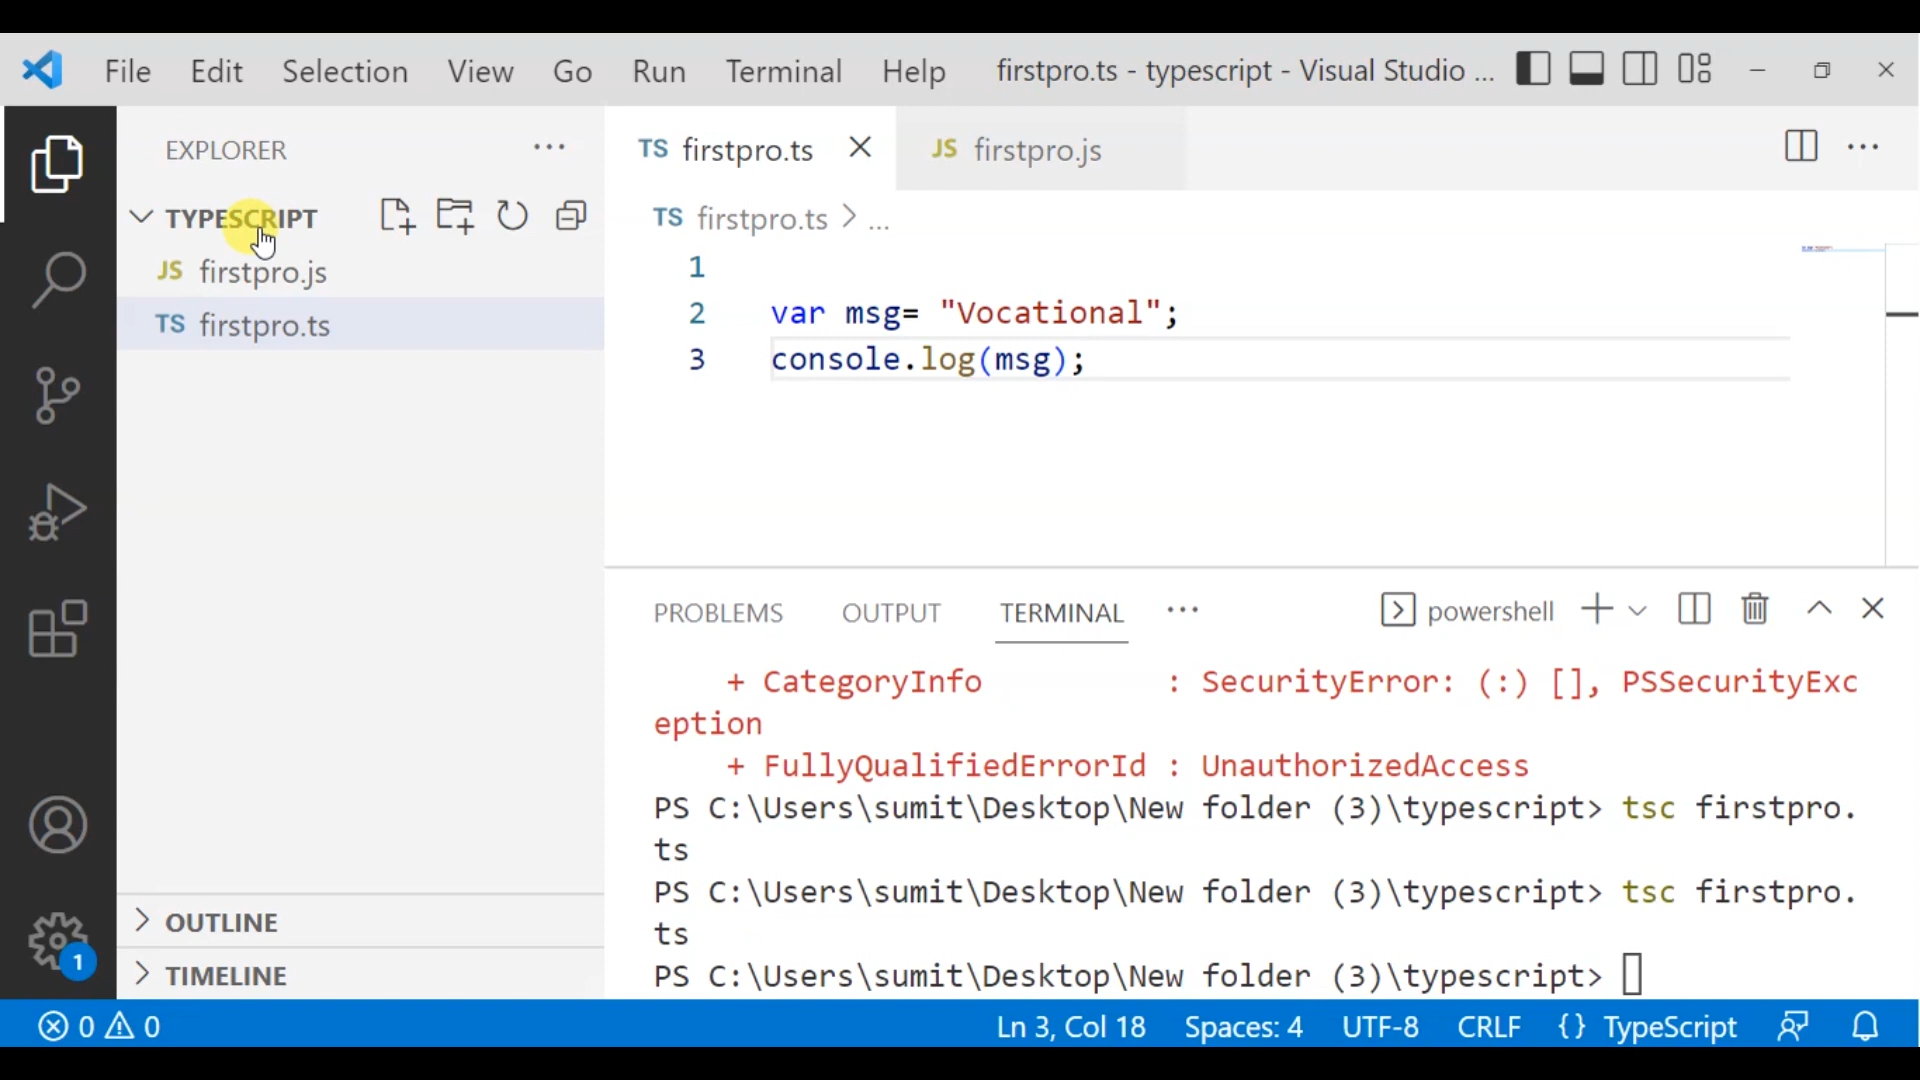 File Edit Selection View Go Run Terminal Help firstpro.ts - typescript - Visual Studio ...
EXPLORER ...
TYPESCRIPT
JS firstpro.js
TS firstpro.ts
TS firstpro.ts
JS firstpro.js
TS firstpro.ts > ...
1
2 var msg= "Vocational";
3 console.log(msg);
PROBLEMS OUTPUT TERMINAL ... powershell
+ CategoryInfo : SecurityError: (:) [], PSSecurityExc
eption
+ FullyQualifiedErrorId : UnauthorizedAccess
PS C:\Users\sumit\Desktop\New folder (3)\typescript> tsc firstpro.
ts
PS C:\Users\sumit\Desktop\New folder (3)\typescript> tsc firstpro.
ts
PS C:\Users\sumit\Desktop\New folder (3)\typescript>
OUTLINE
TIMELINE
1
0 0 Ln 3, Col 18 Spaces: 4 UTF-8 CRLF {} TypeScript